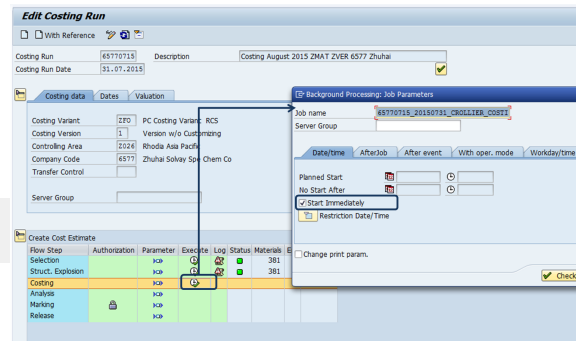 Edit Costing Run
With Reference
Costing Run 65770715 Description Costing August 2015 ZMAT ZVER 6577 Zhuhai
Costing Run Date 31.07.2015
Costing data Dates Valuation
Costing Variant ZFO PC Costing Variant RCS
Costing Version 1 Version w/o Customizing
Controlling Area Z026 Rhodia Asia Pacific
Company Code 6577 Zhuhai Solvay Spe Chem Co
Transfer Control
Server Group
Background Processing: Job Parameters
Job name 65770715_20150731_CROLLIER_COSTI
Server Group
Date/time AfterJob After event With oper. mode Workday/time
Planned Start
No Start After
Start Immediately
Restriction Date/Time
Change print param.
Check
Create Cost Estimate
Flow Step Authorization Parameter Execute Log Status Materials E
Selection 381
Struct. Explosion 381
Costing
Analysis
Marking
Release